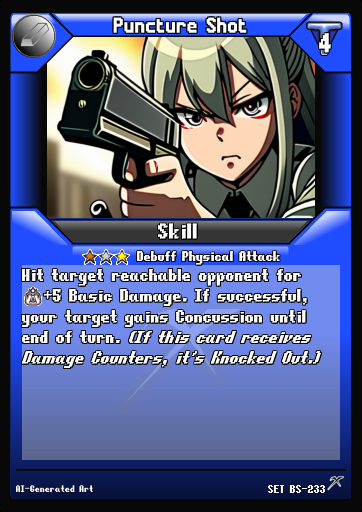 Puncture Shot
4
Skill
Debuff Physical Attack
Hit target reachable opponent for
+5 Basic Damage. If successful,
your target gains Concussion until
end of turn. (If this card receives
Damage Counters, it's Knocked Out.)
AI-Generated Art
SET BS-233